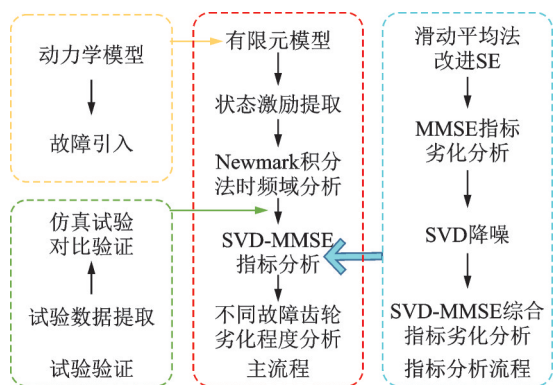 动力学模型
故障引入
仿真试验
对比验证
试验数据提取
试验验证
有限元模型
状态激励提取
Newmark积分
法时频域分析
SVD-MMSE
指标分析
不同故障齿轮
劣化程度分析
主流程
滑动平均法
改进SE
MMSE指标
劣化分析
SVD降噪
SVD-MMSE综合
指标劣化分析
指标分析流程